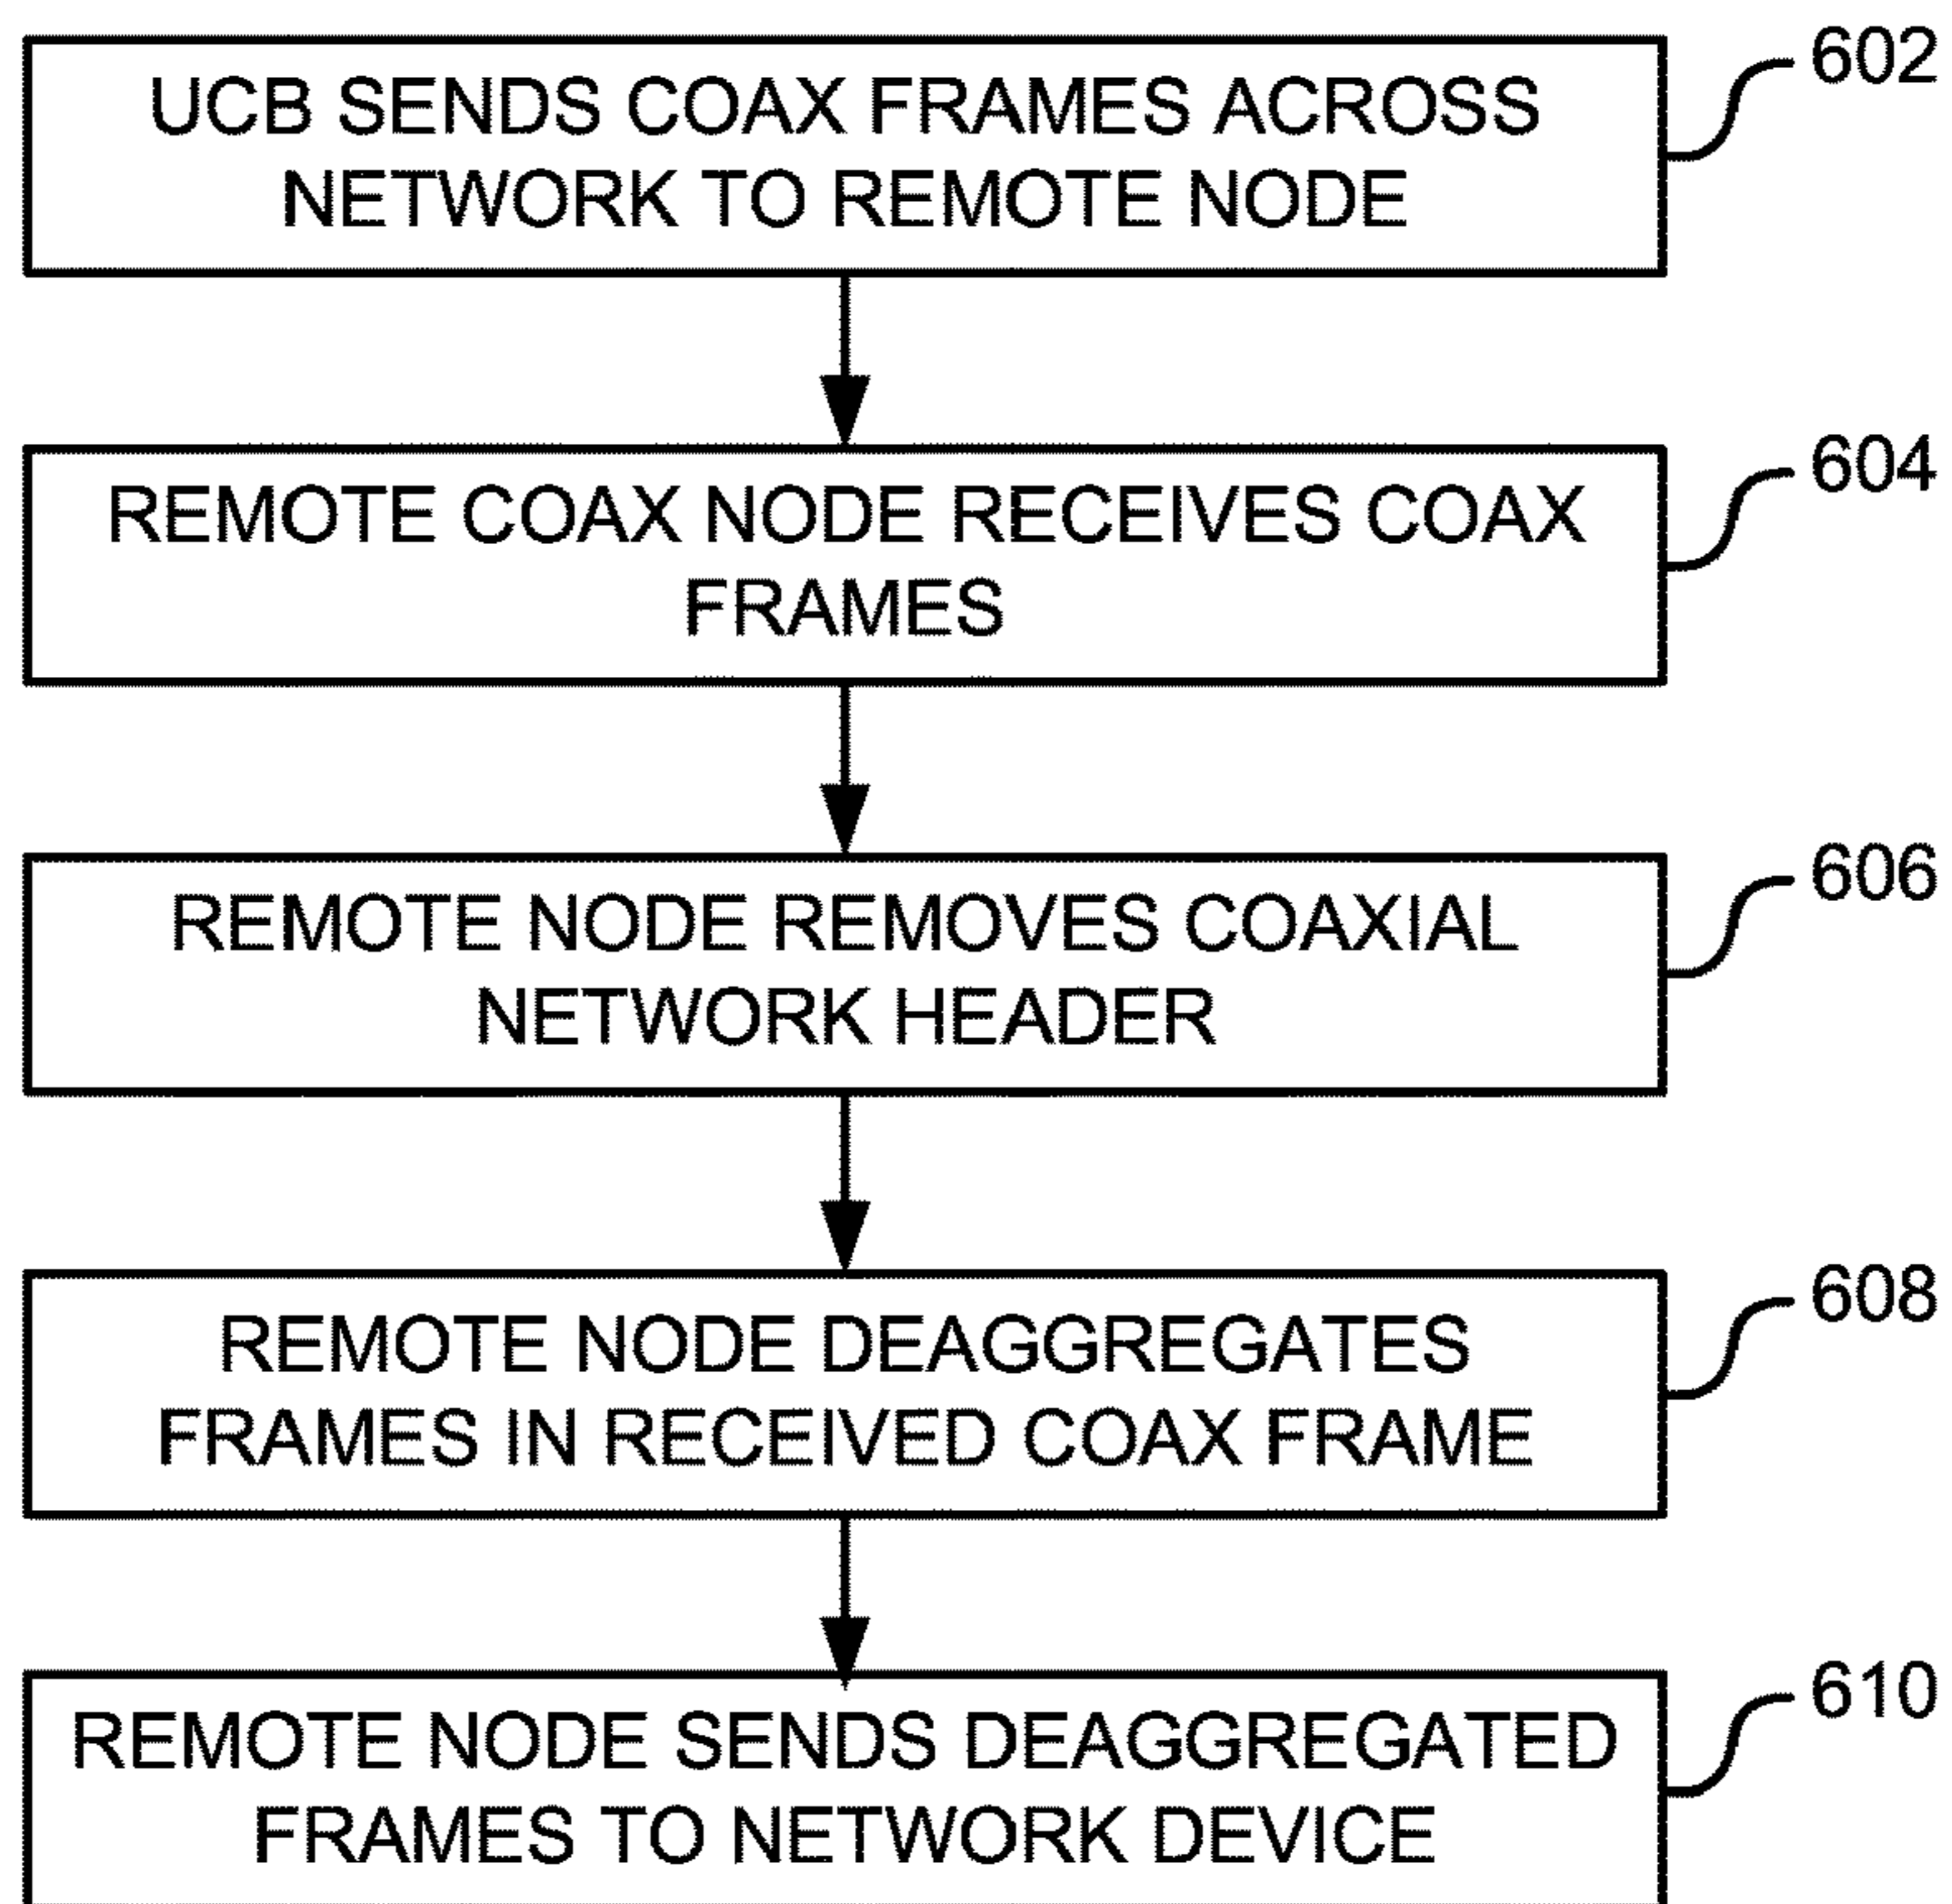 UCB SENDS COAX FRAMES ACROSS
NETWORK TO REMOTE NODE
602
REMOTE COAX NODE RECEIVES COAX
FRAMES
604
REMOTE NODE REMOVES COAXIAL
NETWORK HEADER
606
REMOTE NODE DEAGGREGATES
FRAMES IN RECEIVED COAX FRAME
608
REMOTE NODE SENDS DEAGGREGATED
FRAMES TO NETWORK DEVICE
610